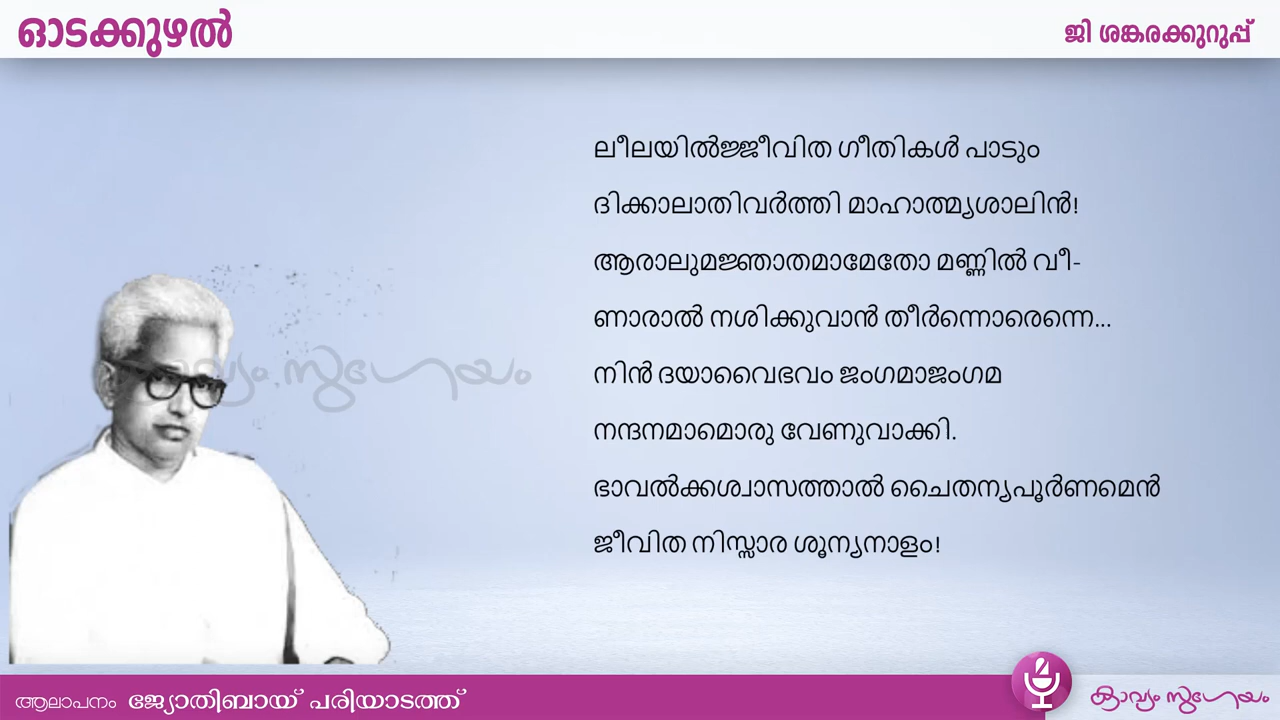 ഓടക്കുഴൽ
ജി ശങ്കരക്കുറുപ്പ്
ലീലയിൽജ്ജീവിത ഗീതികൾ പാടും
ദിക്കാലാതിവർത്തി മാഹാത്മ്യശാലിൻ!
ആരാലുമജ്ഞാതമാമേതോ മണ്ണിൽ വീ-
ണാരാൽ നശിക്കുവാൻ തീർന്നൊരെന്നെ...
നിൻ ദയാവൈഭവം ജംഗമാജംഗമ
നന്ദനമാമൊരു വേണുവാക്കി.
ഭാവൽക്കശ്വാസത്താൽ ചൈതന്യപൂർണമെൻ
ജീവിത നിസ്സാര ശൂന്യനാളം!
കാവ്യം സുഗേയം
ആലാപനം ജ്യോതിബായ് പരിയാടത്ത്
കാവ്യം സുഗേയം